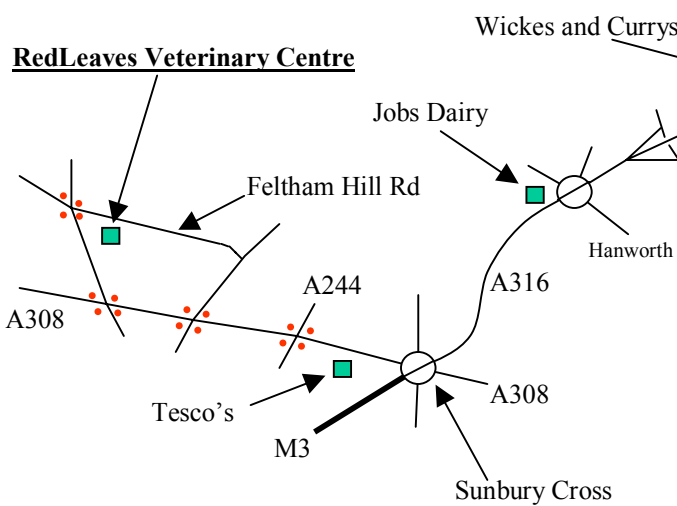 Wickes and Currys
RedLeaves Veterinary Centre
Jobs Dairy
Feltham Hill Rd
Hanworth
A244
A316
A308
A308
Tesco’s
M3
Sunbury Cross